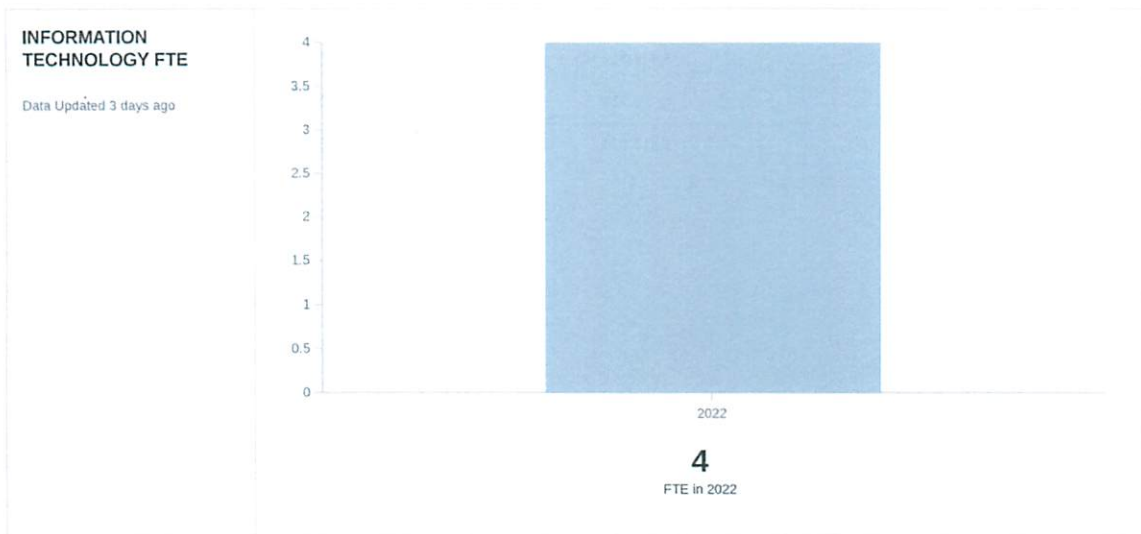 INFORMATION
TECHNOLOGY FTE
Data Updated 3 days ago
4
3.5
3
2.5
2
1.5
1
0.5
0
2022
4
FTE in 2022